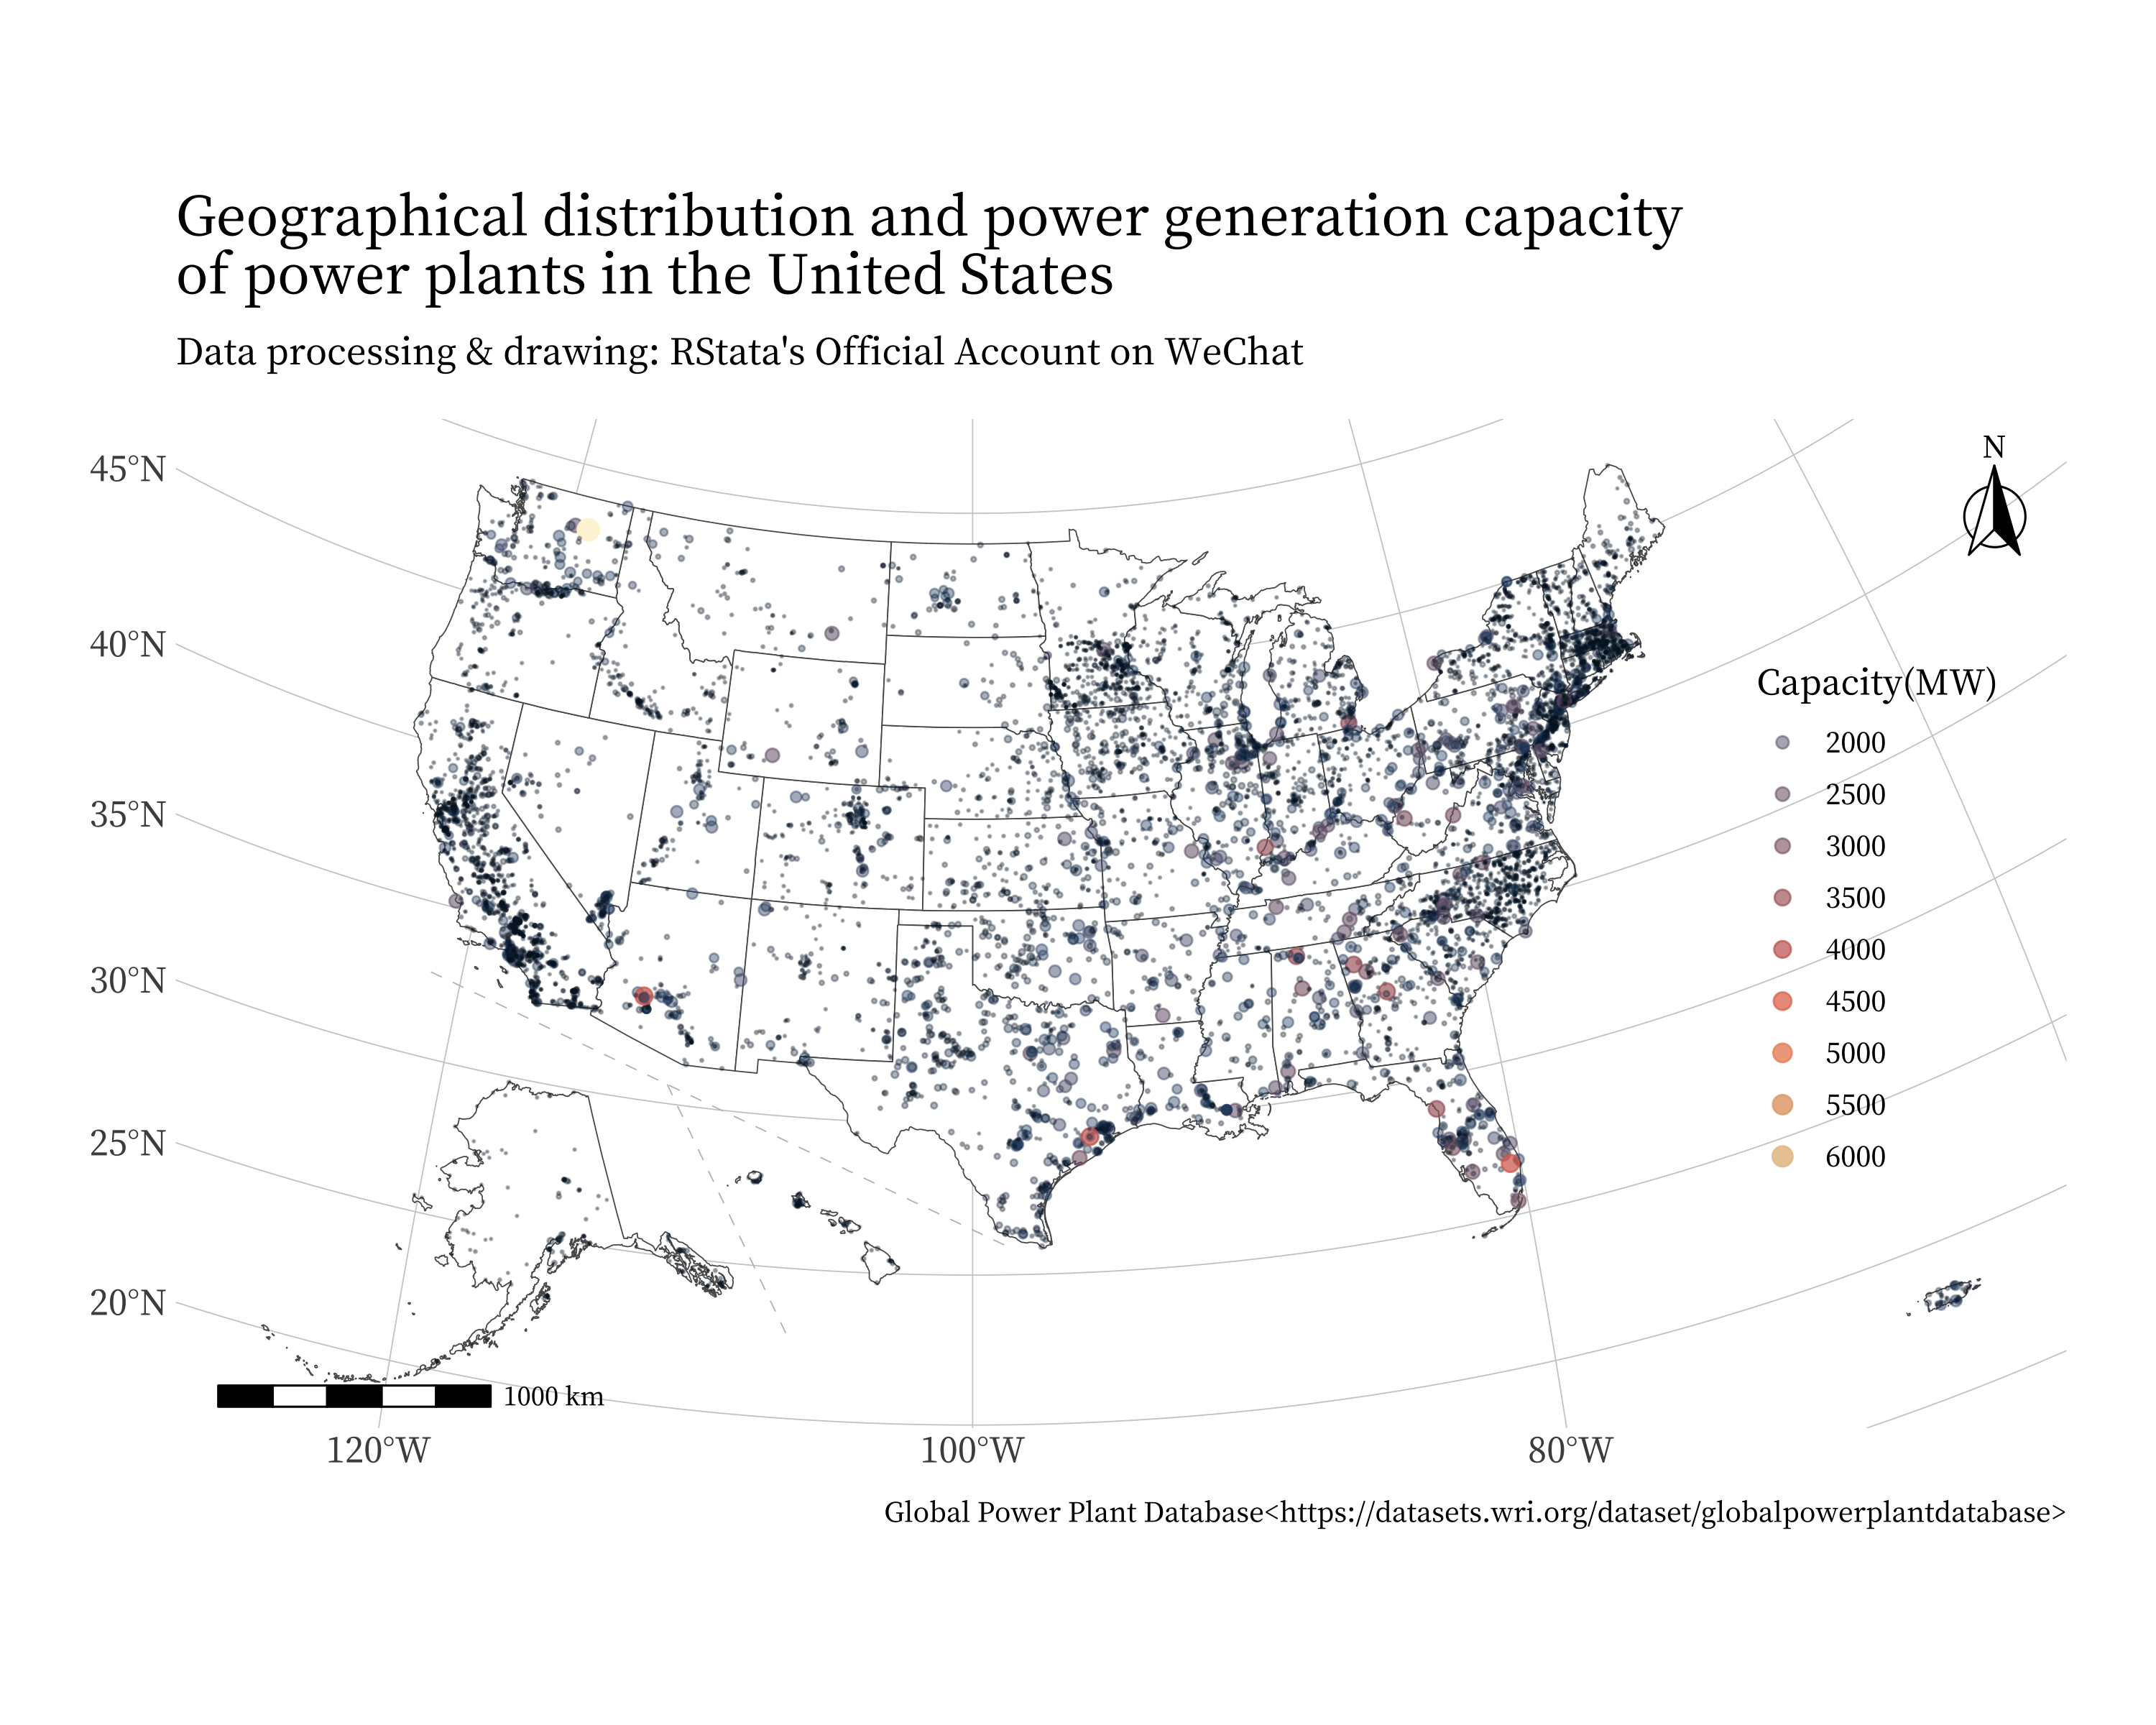 Geographical distribution and power generation capacity
of power plants in the United States
Data processing & drawing: RStata's Official Account on WeChat
45°N
40°N
35°N
30°N
25°N
20°N
N
Capacity(MW)
2000
2500
3000
3500
4000
4500
5000
5500
6000
1000 km
120°W
100°W
80°W
Global Power Plant Database<https://datasets.wri.org/dataset/globalpowerplantdatabase>